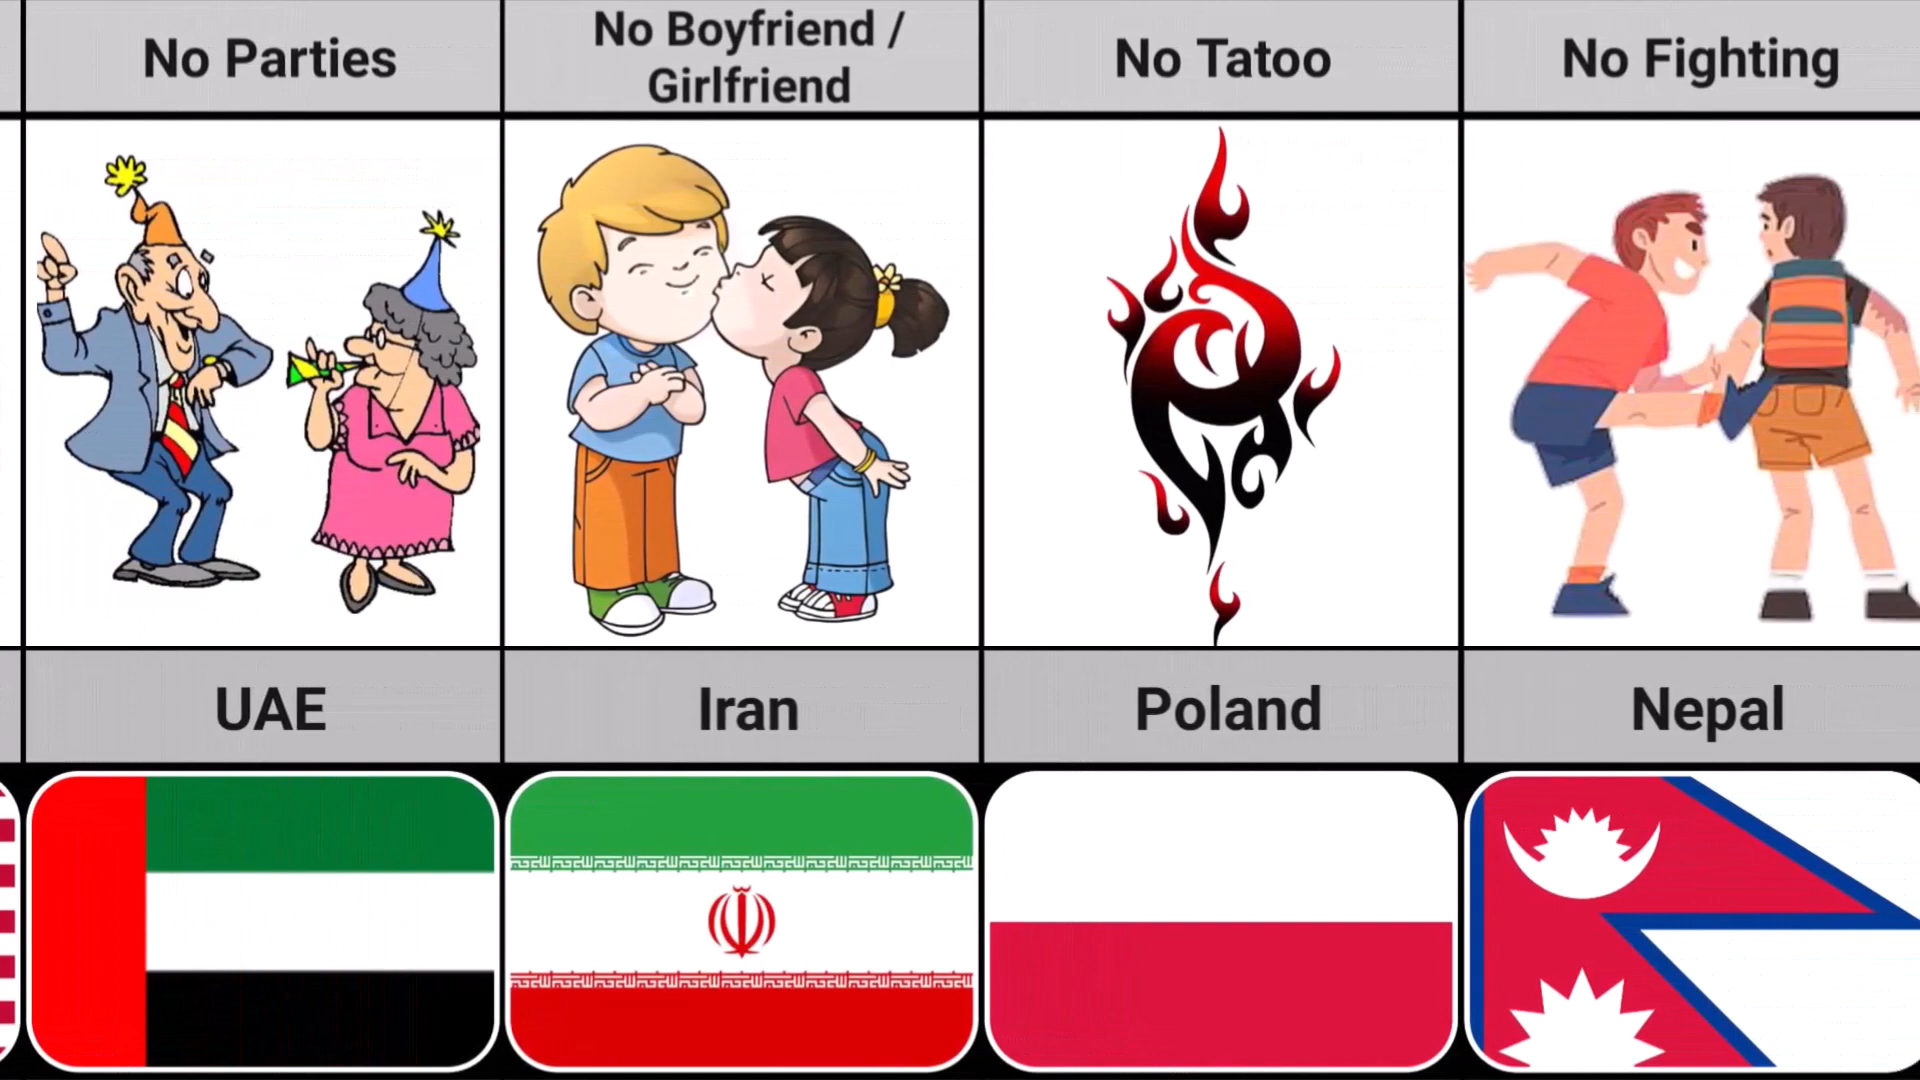 No Parties
No Boyfriend /
Girlfriend
No Tatoo
No Fighting
UAE
Iran
Poland
Nepal